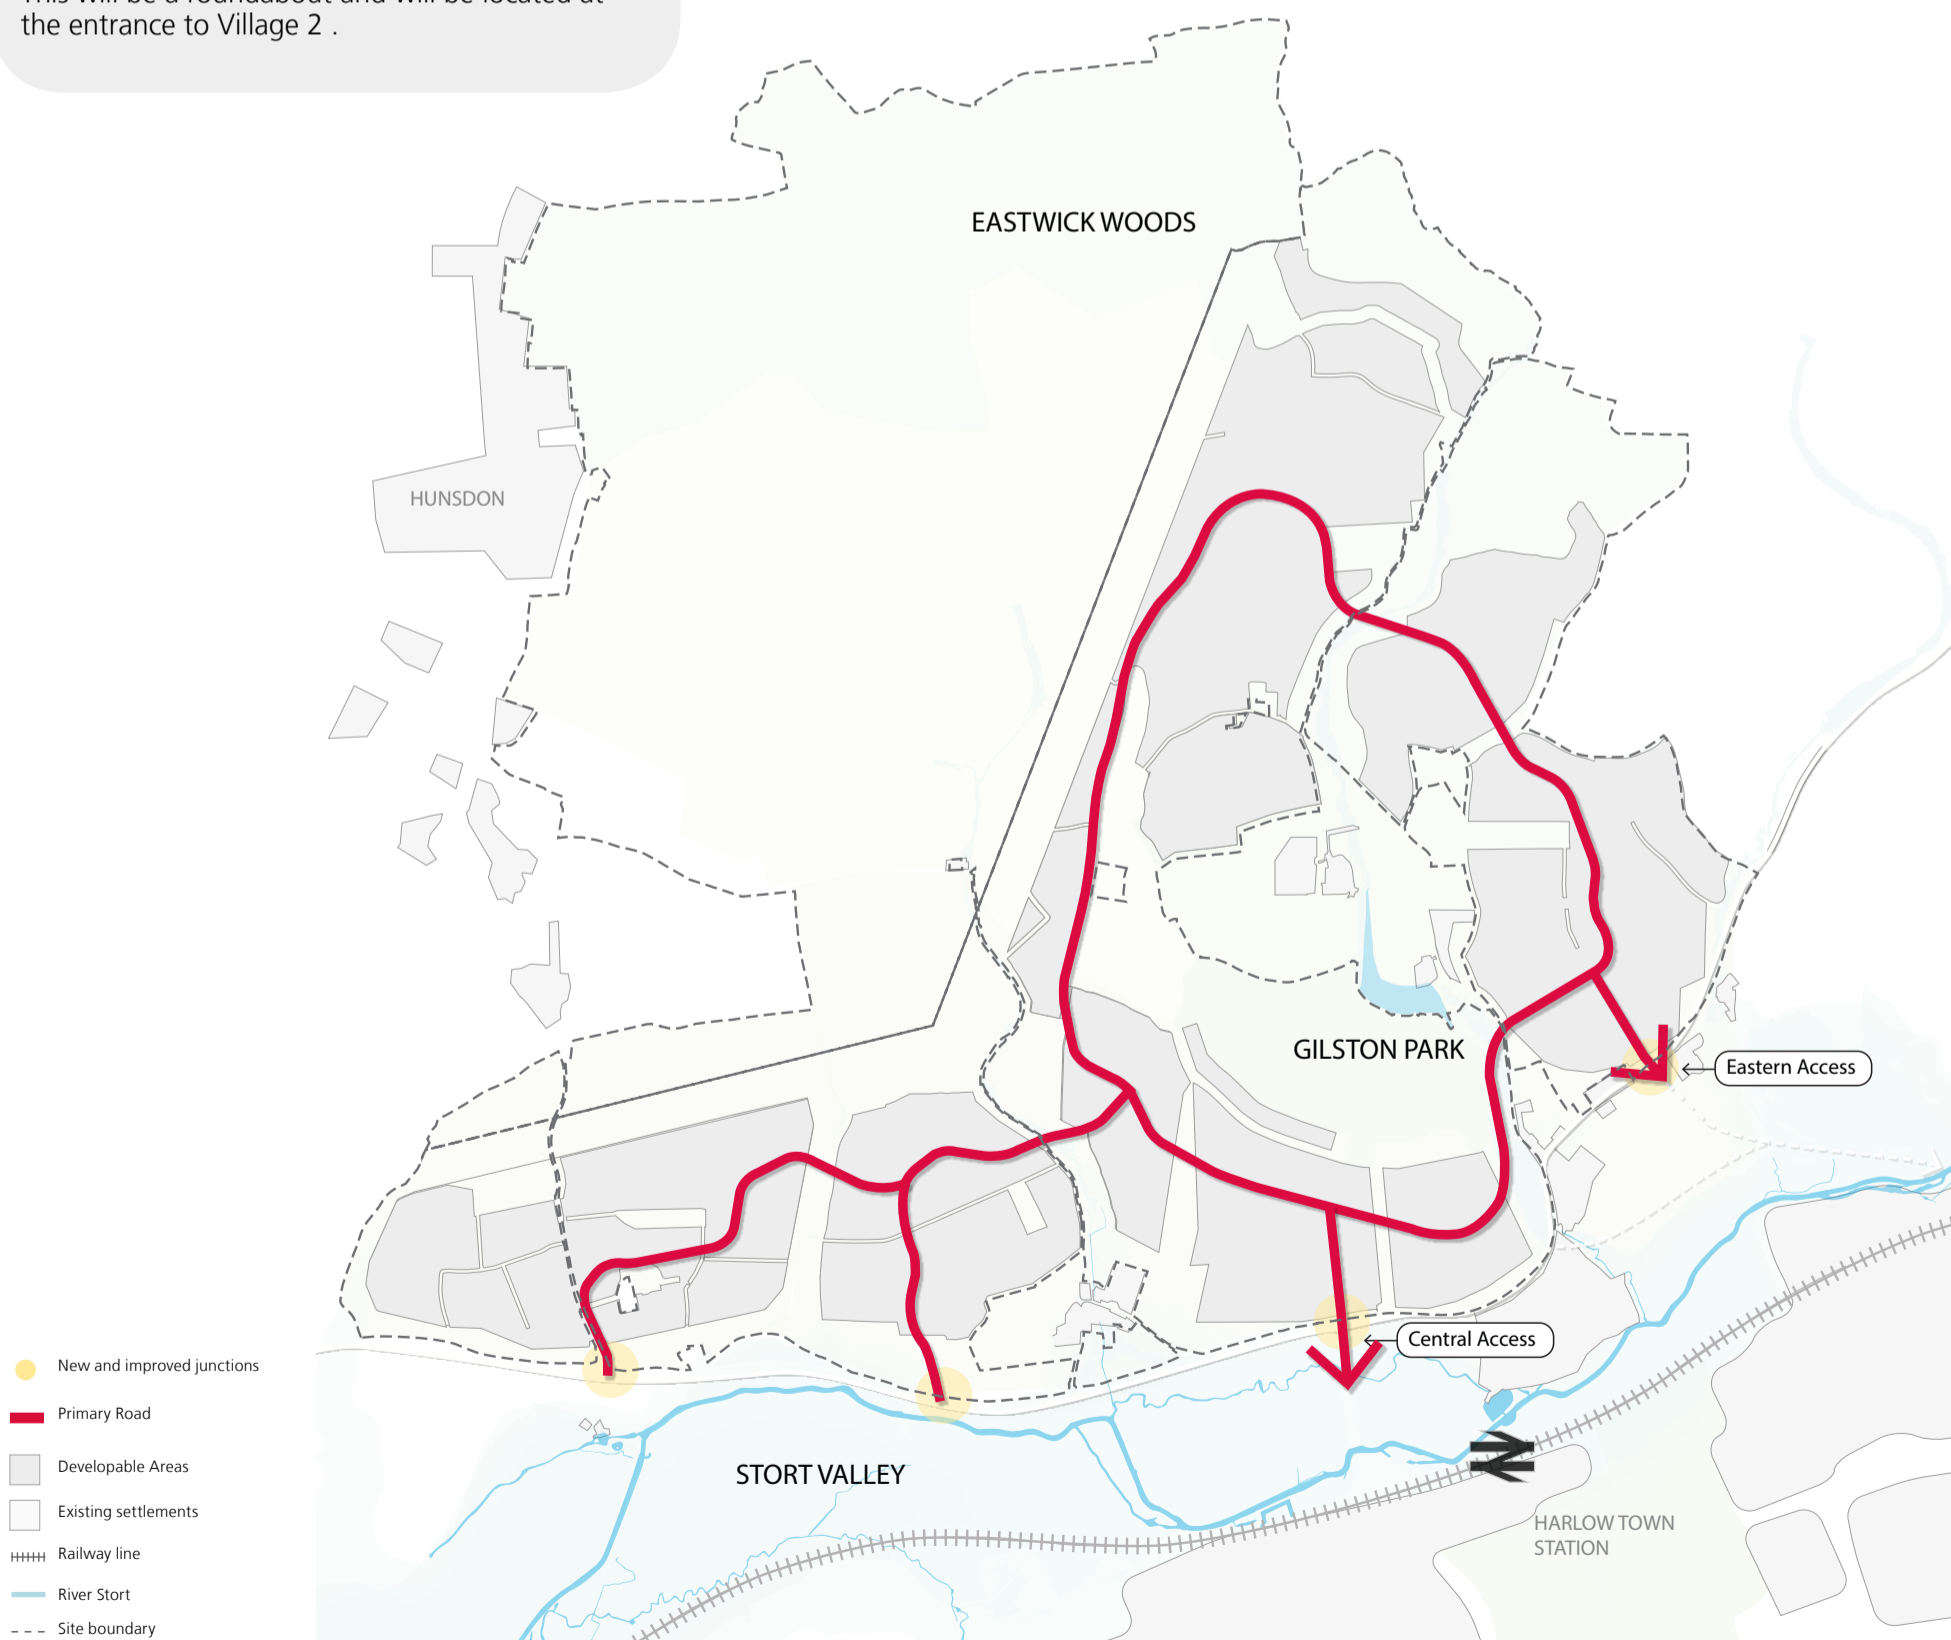 the entrance to Village 2 .
EASTWICK WOODS
HUNSDON
GILSTON PARK
Eastern Access
Central Access
STORT VALLEY
HARLOW TOWN
STATION
New and improved junctions
Primary Road
Developable Areas
Existing settlements
Railway line
River Stort
Site boundary